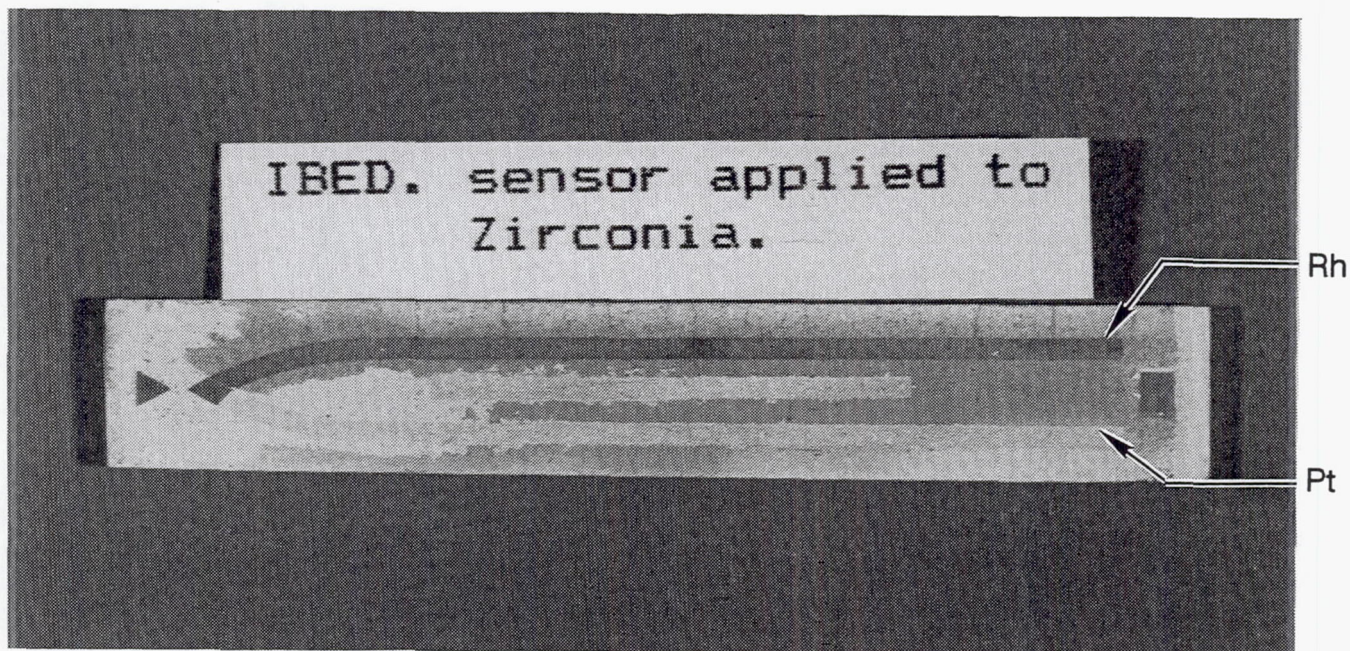 IBED. sensor applied to
Zirconia.
Rh
Pt